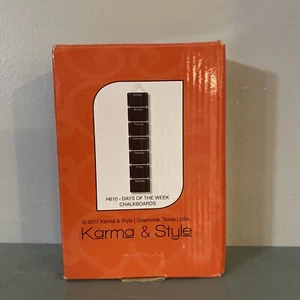 H610 - DAYS OF THE WEEK
CHALKBOARDS
© 2017 Karma & Style | Grapevine, Texas | USA
Karma & Style